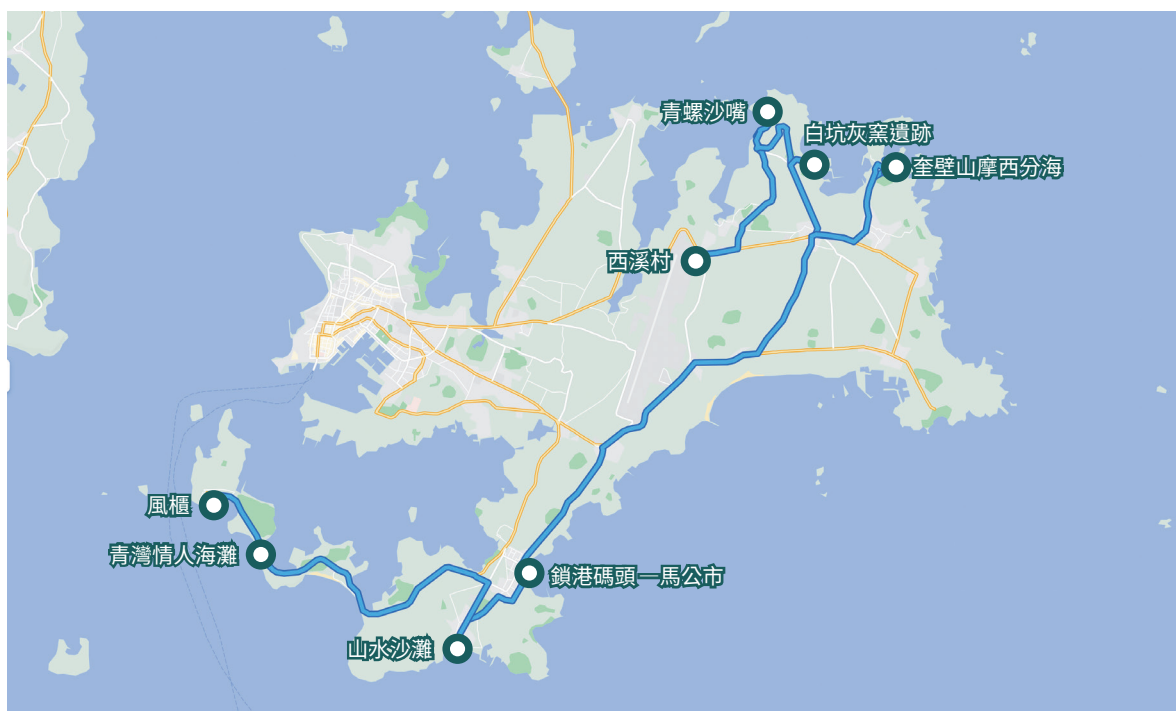 青螺沙嘴
白坑灰窯遺跡
奎壁山摩西分海
西溪村
風櫃
青灣情人海灘
鎖港碼頭—馬公市
山水沙灘